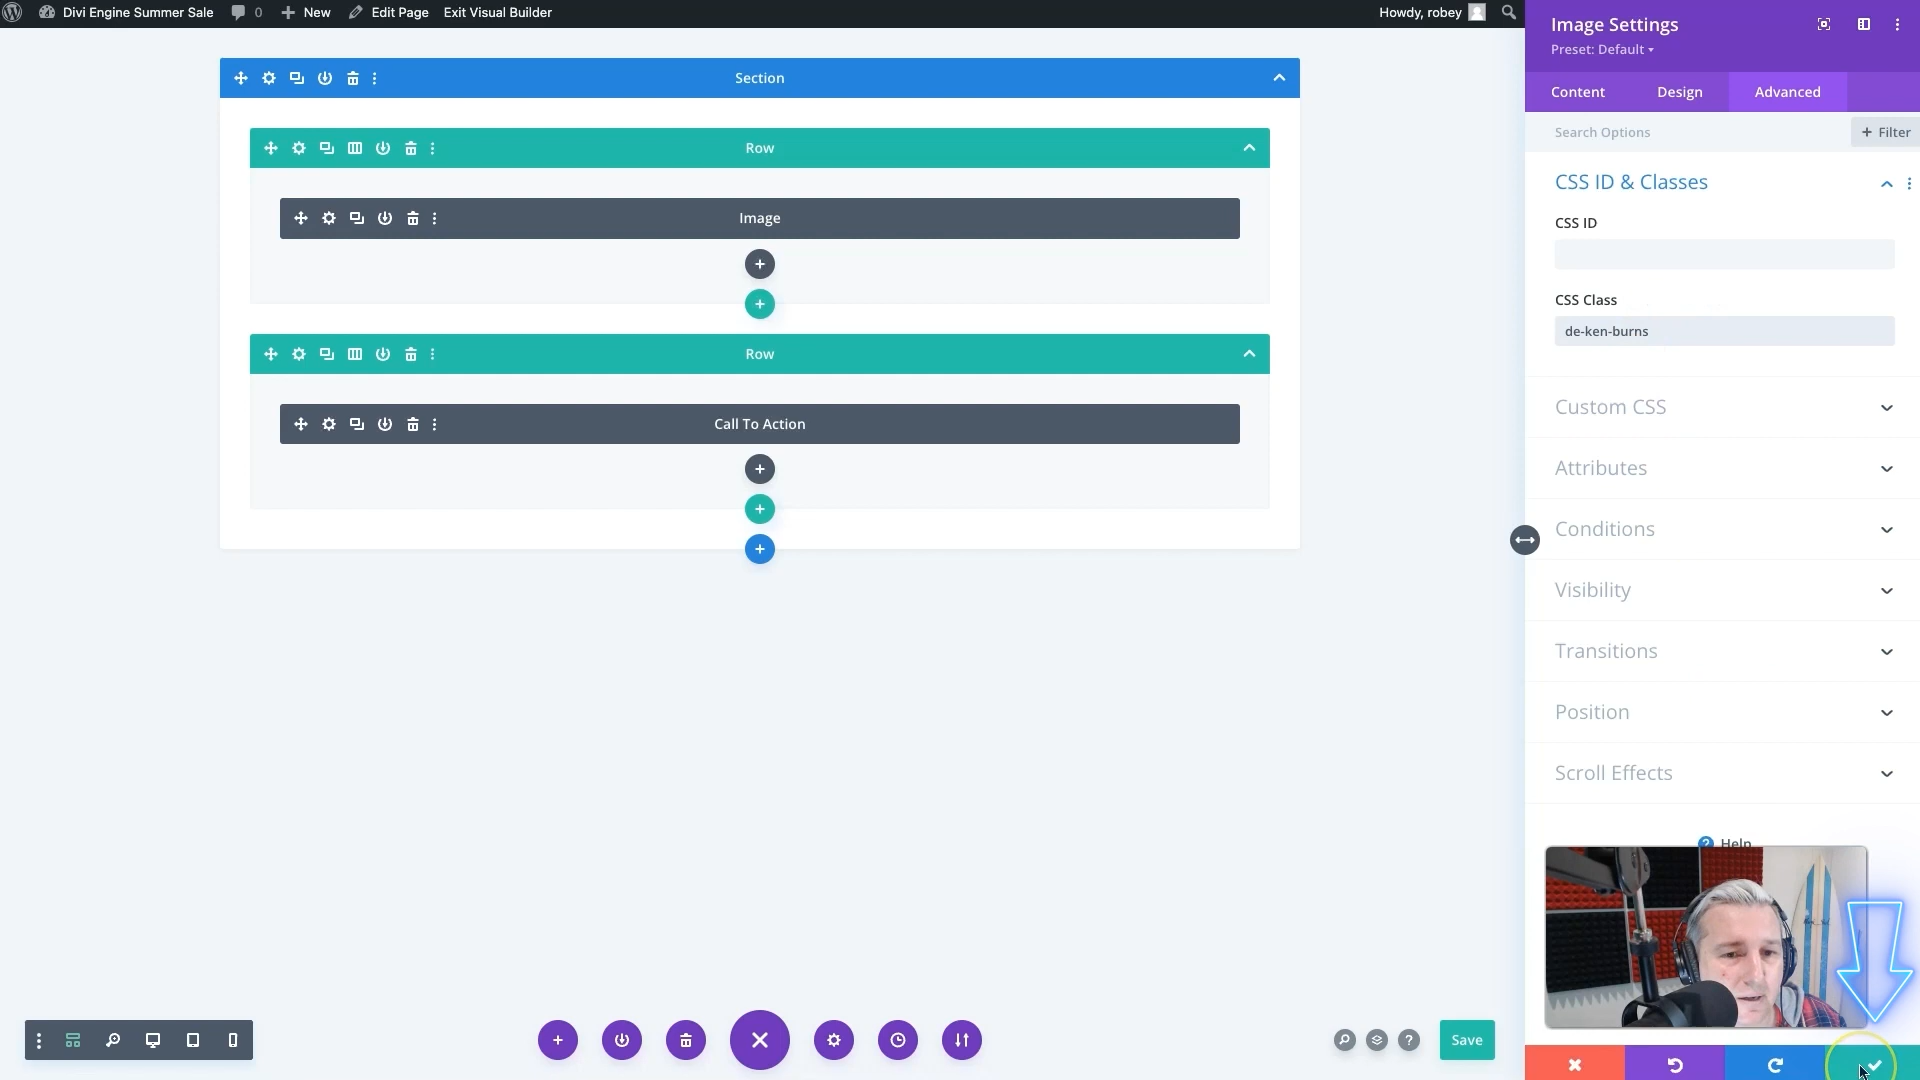 Divi Engine Summer Sale 0 New Edit Page Exit Visual Builder Howdy, robey
Image Settings
Preset: Default
Content Design Advanced
Search Options + Filter
CSS ID & Classes
CSS ID
CSS Class
de-ken-burns
Custom CSS
Attributes
Conditions
Visibility
Transitions
Position
Scroll Effects
? Help
Section
Row
Image
Row
Call To Action
? Save